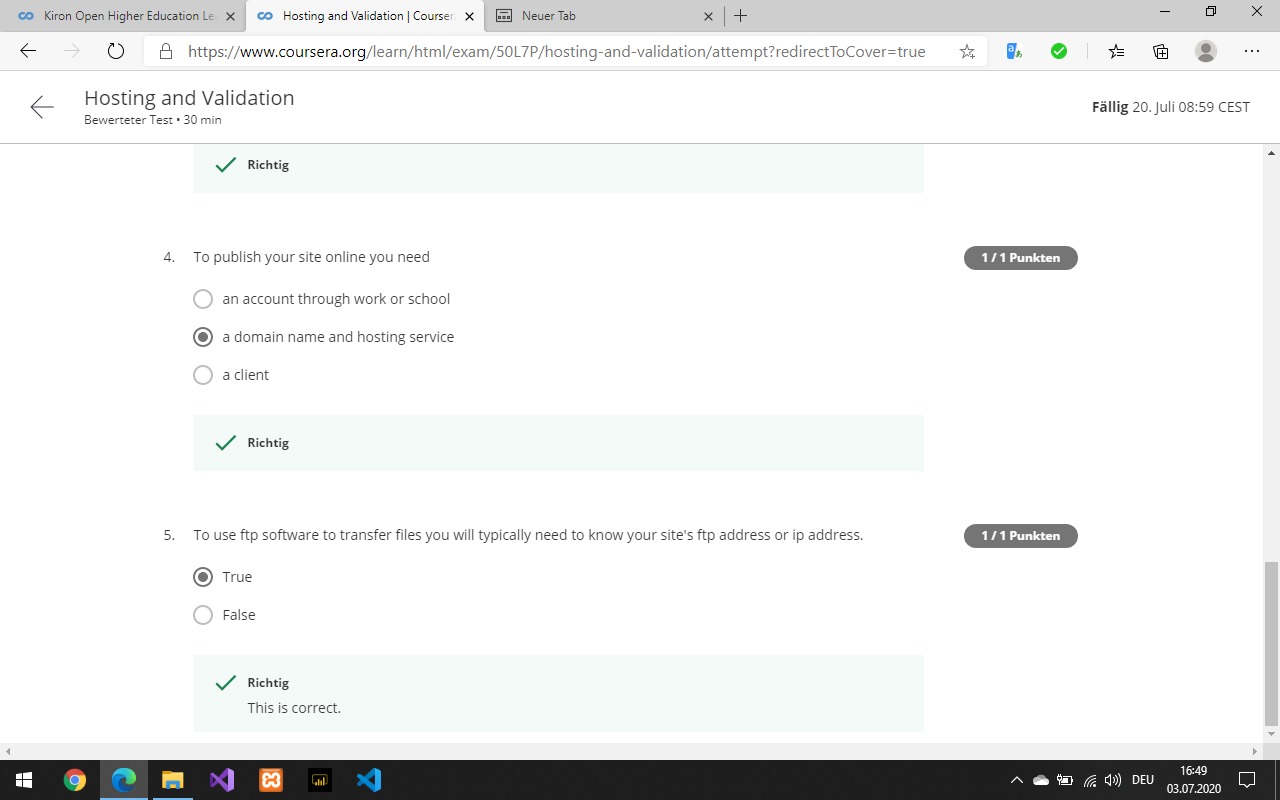 Kiron Open Higher Education Le
Hosting and Validation | Courser
Neuer Tab
https://www.coursera.org/learn/html/exam/50L7P/hosting-and-validation/attempt?redirectToCover=true
Hosting and Validation
Bewerteter Test • 30 min
Fällig 20. Juli 08:59 CEST
Richtig
4. To publish your site online you need
1 / 1 Punkten
an account through work or school
a domain name and hosting service
a client
Richtig
5. To use ftp software to transfer files you will typically need to know your site's ftp address or ip address.
1 / 1 Punkten
True
False
Richtig
This is correct.
DEU
16:49
03.07.2020